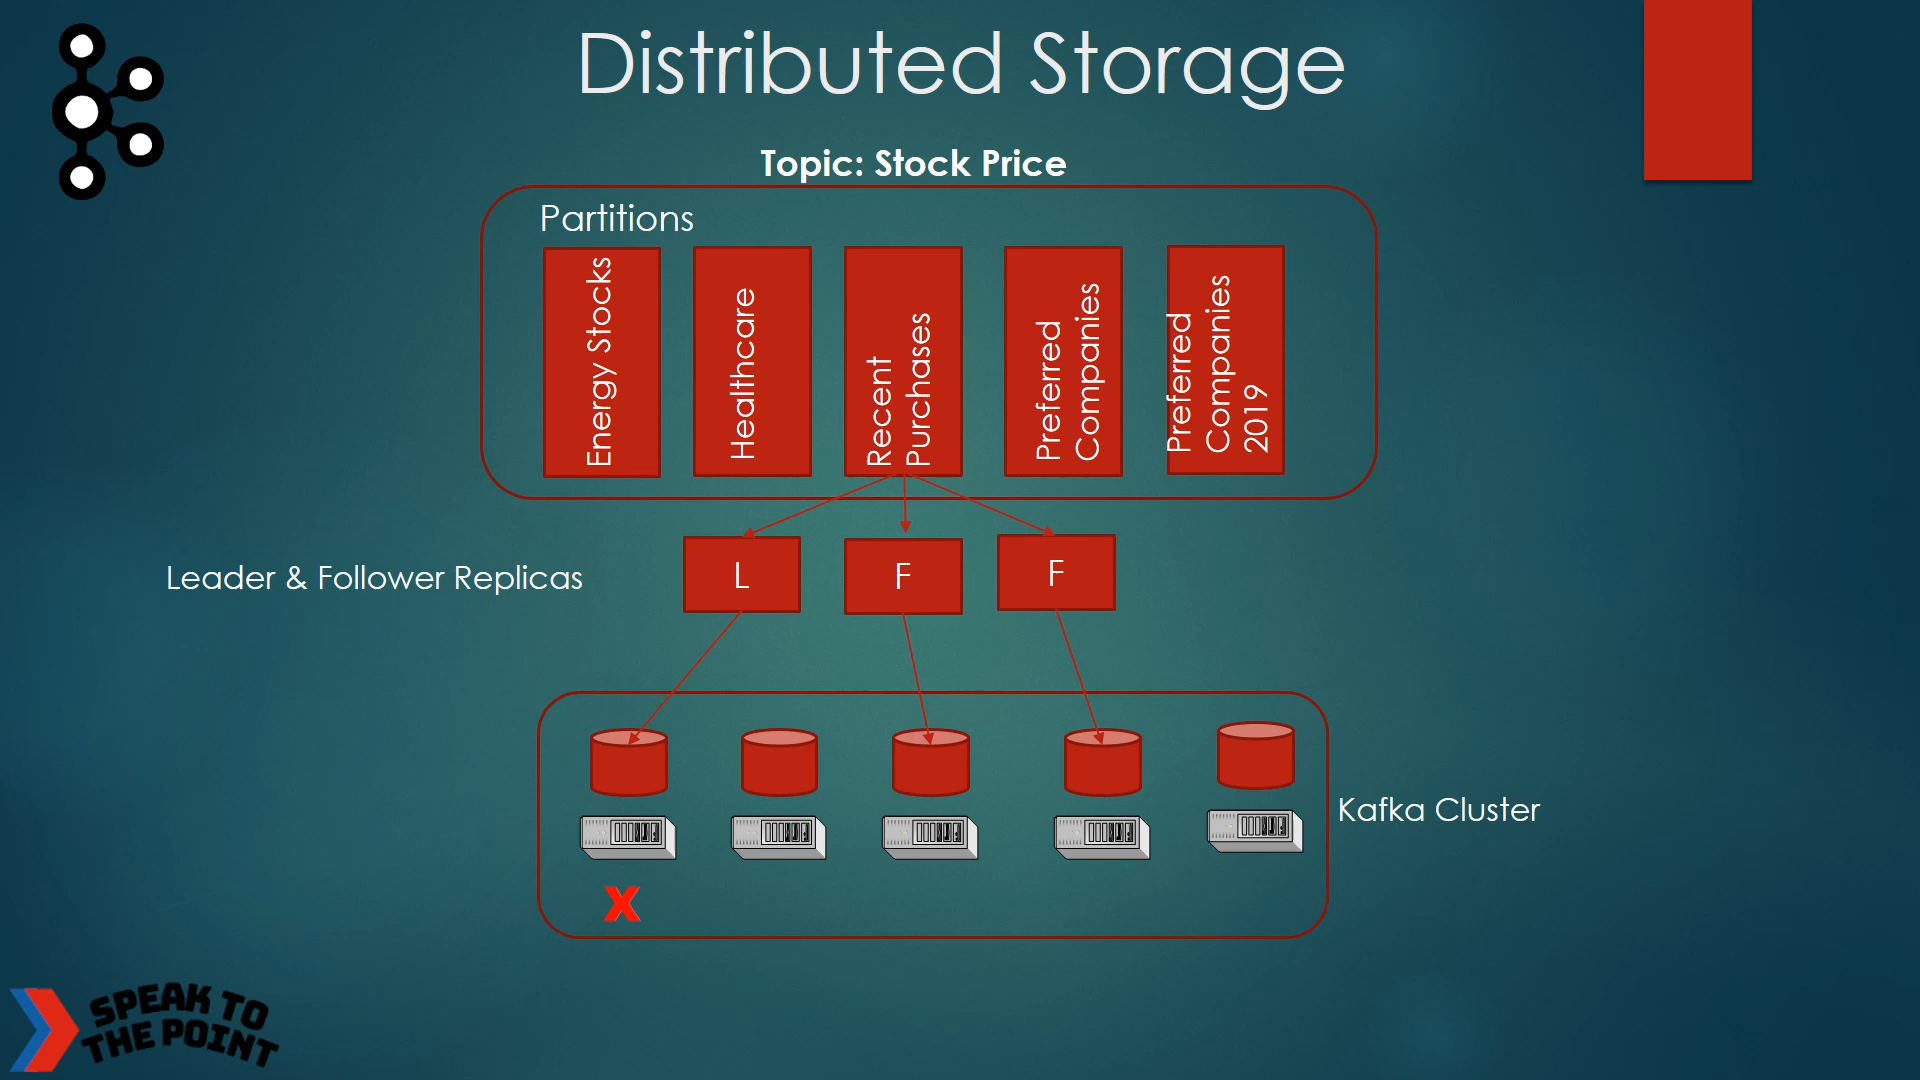 Distributed Storage
Topic: Stock Price
Partitions
Energy Stocks
Healthcare
Recent
Purchases
Preferred
Companies
Preferred
Companies
2019
Leader & Follower Replicas
L
F
F
Kafka Cluster
X
SPEAK TO
THE POINT